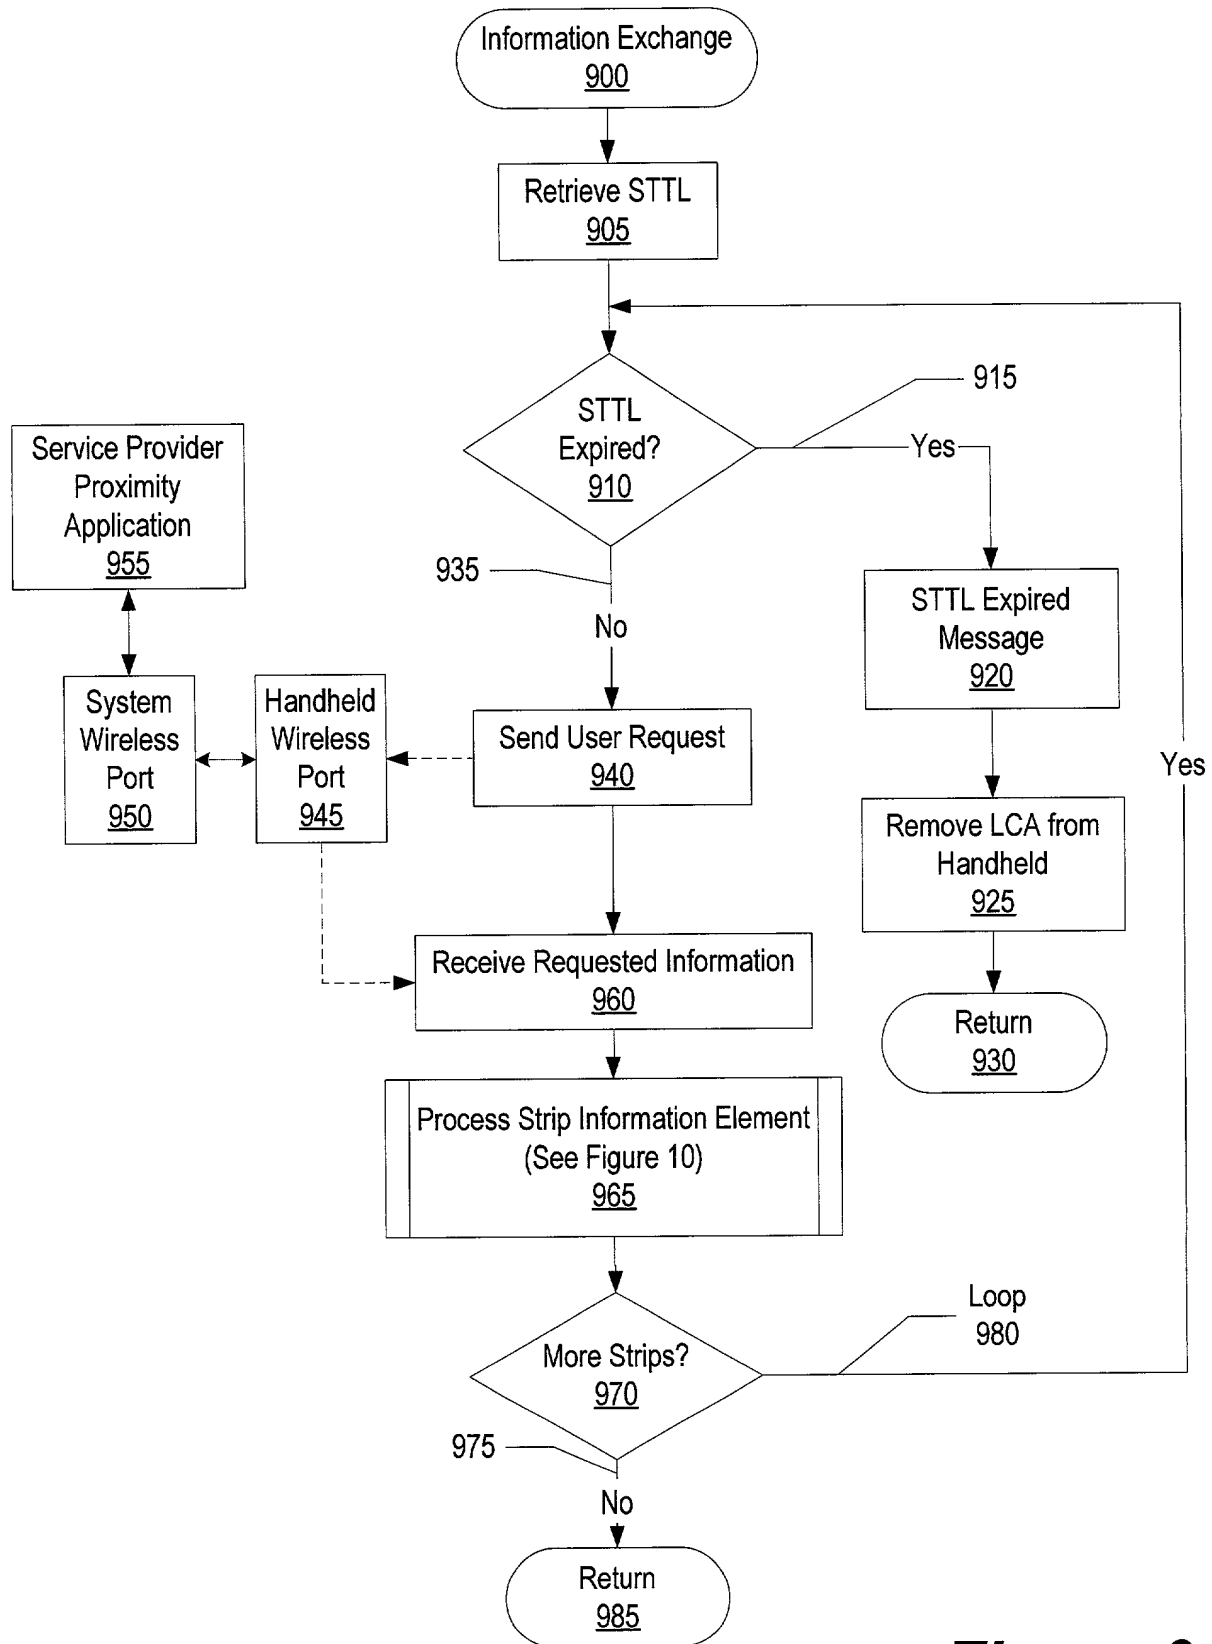 Information Exchange
900
Retrieve STTL
905
STTL
Expired?
910
915
Yes
Service Provider
Proximity
Application
955
935
No
STTL Expired
Message
920
System
Wireless
Port
950
Handheld
Wireless
Port
945
Send User Request
940
Yes
Remove LCA from
Handheld
925
Receive Requested Information
960
Return
930
Process Strip Information Element
(See Figure 10)
965
Loop
980
More Strips?
970
975
No
Return
985